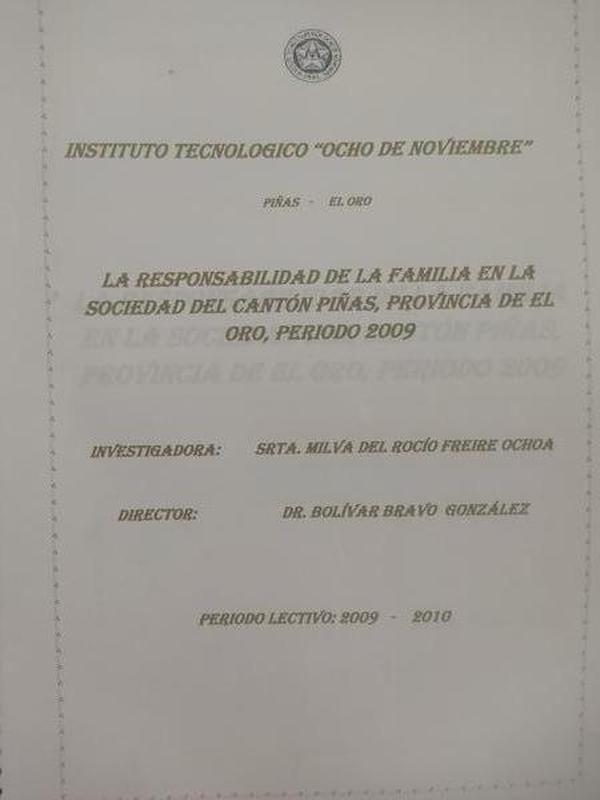 INSTITUTO TECNOLOGICO “OCHO DE NOVIEMBRE”
PIÑAS - EL ORO
LA RESPONSABILIDAD DE LA FAMILIA EN LA
SOCIEDAD DEL CANTÓN PIÑAS, PROVINCIA DE EL
ORO, PERIODO 2009
INVESTIGADORA: SRTA. MILVA DEL ROCÍO FREIRE OCHOA
DIRECTOR: DR. BOLÍVAR BRAVO GONZÁLEZ
PERIODO LECTIVO: 2009 - 2010